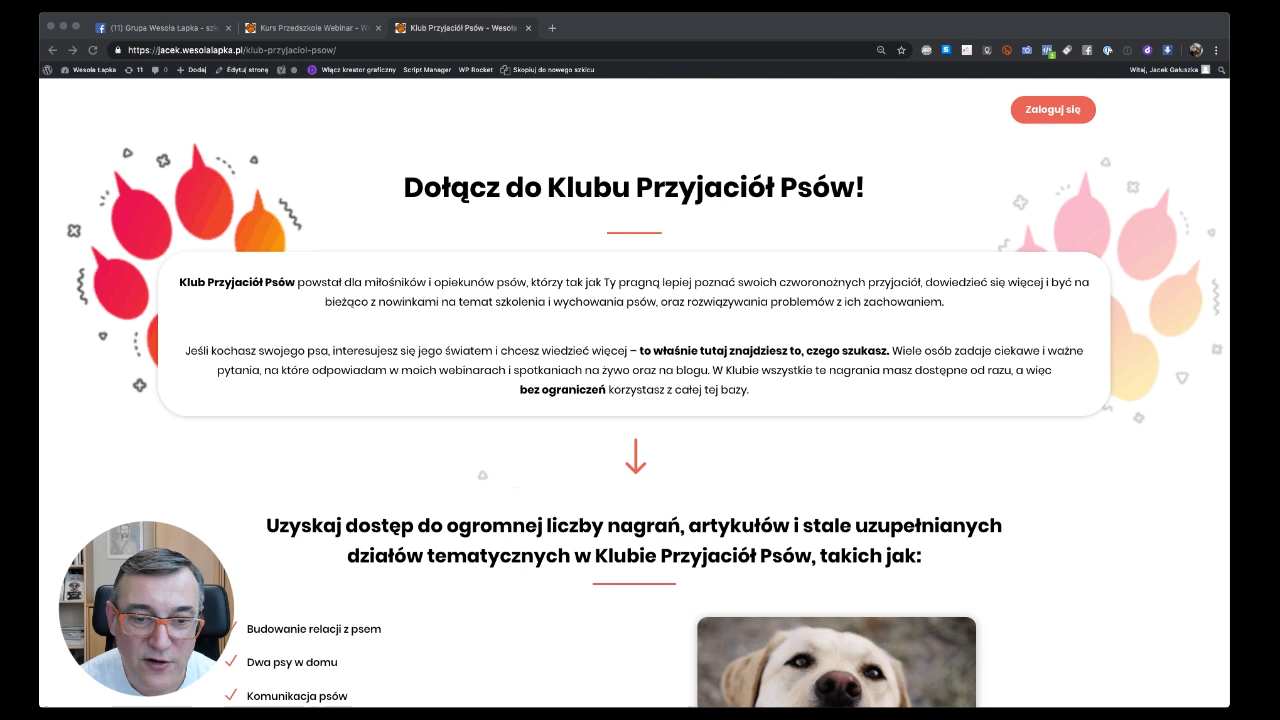 (11) Grupa Wesoła Łapka - szk
Kurs Przedszkole Webinar - W
Klub Przyjaciół Psów - Wesoła
https://jacek.wesolalapka.pl/klub-przyjaciol-psow/
Wesoła Łapka 11 0 Dodaj Edytuj stronę Włącz kreator graficzny Script Manager WP Rocket Skopiuj do nowego szkicu Witaj, Jacek Gałuszka
Zaloguj się
Dołącz do Klubu Przyjaciół Psów!
Klub Przyjaciół Psów powstał dla miłośników i opiekunów psów, którzy tak jak Ty pragną lepiej poznać swoich czworonożnych przyjaciół, dowiedzieć się więcej i być na
bieżąco z nowinkami na temat szkolenia i wychowania psów, oraz rozwiązywania problemów z ich zachowaniem.
Jeśli kochasz swojego psa, interesujesz się jego światem i chcesz wiedzieć więcej – to właśnie tutaj znajdziesz to, czego szukasz. Wiele osób zadaje ciekawe i ważne
pytania, na które odpowiadam w moich webinarach i spotkaniach na żywo oraz na blogu. W Klubie wszystkie te nagrania masz dostępne od razu, a więc
bez ograniczeń korzystasz z całej tej bazy.
Uzyskaj dostęp do ogromnej liczby nagrań, artykułów i stale uzupełnianych
działów tematycznych w Klubie Przyjaciół Psów, takich jak:
Budowanie relacji z psem
Dwa psy w domu
Komunikacja psów